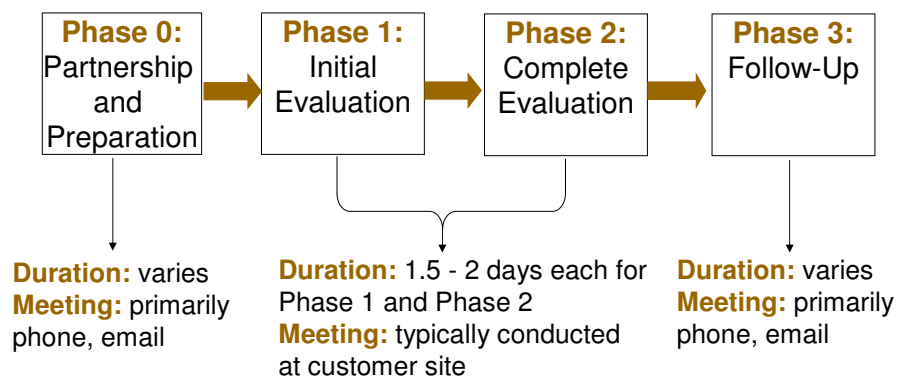 Phase 0:
Partnership
and
Preparation
Phase 1:
Initial
Evaluation
Phase 2:
Complete
Evaluation
Phase 3:
Follow-Up
Duration: varies
Meeting: primarily
phone, email
Duration: 1.5 - 2 days each for
Phase 1 and Phase 2
Meeting: typically conducted
at customer site
Duration: varies
Meeting: primarily
phone, email